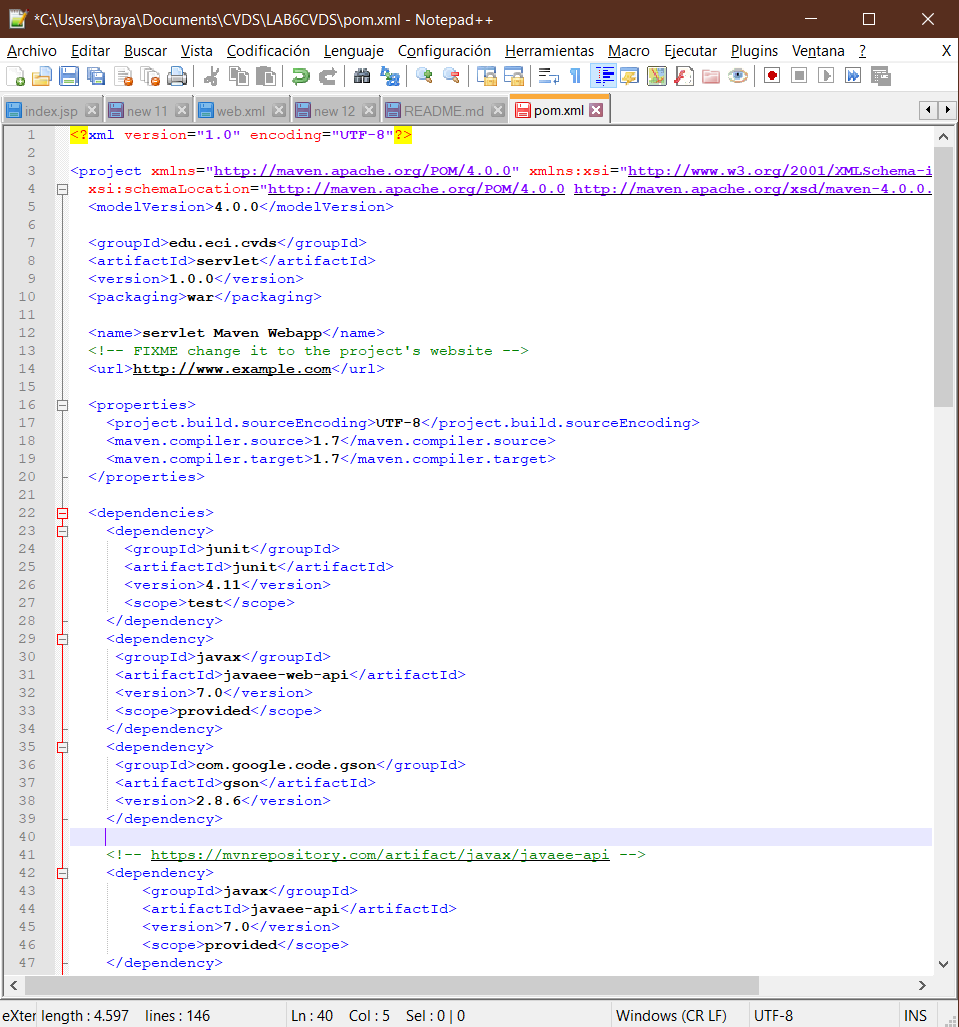 *C:\Users\braya\Documents\CVDS\LAB6CVDS\pom.xml - Notepad++
Archivo Editar Buscar Vista Codificación Lenguaje Configuración Herramientas Macro Ejecutar Plugins Ventana ? X
index.jsp new 11 web.xml new 12 README.md pom.xml
1 <?xml version="1.0" encoding="UTF-8"?>
2
3 <project xmlns="http://maven.apache.org/POM/4.0.0" xmlns:xsi="http://www.w3.org/2001/XMLSchema-i
4 xsi:schemaLocation="http://maven.apache.org/POM/4.0.0 http://maven.apache.org/xsd/maven-4.0.0.
5 <modelVersion>4.0.0</modelVersion>
6
7 <groupId>edu.eci.cvds</groupId>
8 <artifactId>servlet</artifactId>
9 <version>1.0.0</version>
10 <packaging>war</packaging>
11
12 <name>servlet Maven Webapp</name>
13 <!-- FIXME change it to the project's website -->
14 <url>http://www.example.com</url>
15
16 <properties>
17 <project.build.sourceEncoding>UTF-8</project.build.sourceEncoding>
18 <maven.compiler.source>1.7</maven.compiler.source>
19 <maven.compiler.target>1.7</maven.compiler.target>
20 </properties>
21
22 <dependencies>
23 <dependency>
24 <groupId>junit</groupId>
25 <artifactId>junit</artifactId>
26 <version>4.11</version>
27 <scope>test</scope>
28 </dependency>
29 <dependency>
30 <groupId>javax</groupId>
31 <artifactId>javaee-web-api</artifactId>
32 <version>7.0</version>
33 <scope>provided</scope>
34 </dependency>
35 <dependency>
36 <groupId>com.google.code.gson</groupId>
37 <artifactId>gson</artifactId>
38 <version>2.8.6</version>
39 </dependency>
40
41 <!-- https://mvnrepository.com/artifact/javax/javaee-api -->
42 <dependency>
43 <groupId>javax</groupId>
44 <artifactId>javaee-api</artifactId>
45 <version>7.0</version>
46 <scope>provided</scope>
47 </dependency>
eXter length : 4.597 lines : 146 Ln : 40 Col : 5 Sel : 0 | 0 Windows (CR LF) UTF-8 INS